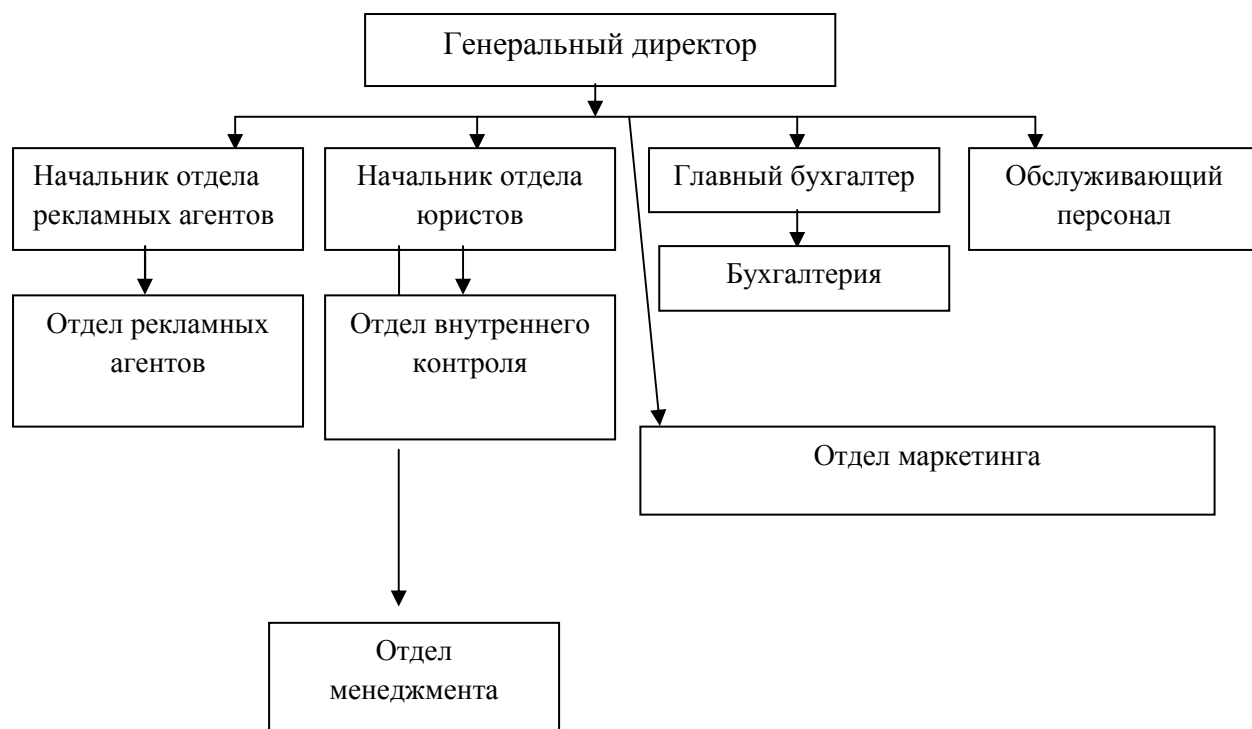 Генеральный директор
Начальник отдела
рекламных агентов
Начальник отдела
юристов
Главный бухгалтер
Обслуживающий
персонал
Бухгалтерия
Отдел рекламных
агентов
Отдел внутреннего
контроля
Отдел маркетинга
Отдел
менеджмента